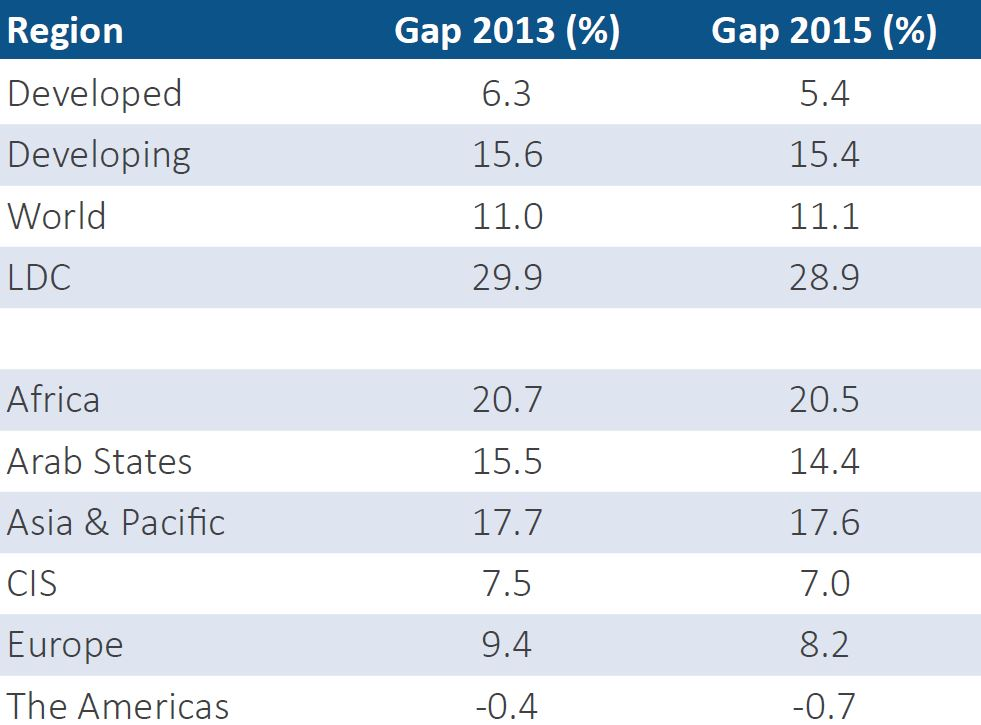 Region Gap 2013 (%) Gap 2015 (%)
Developed 6.3 5.4
Developing 15.6 15.4
World 11.0 11.1
LDC 29.9 28.9
Africa 20.7 20.5
Arab States 15.5 14.4
Asia & Pacific 17.7 17.6
CIS 7.5 7.0
Europe 9.4 8.2
The Americas -0.4 -0.7